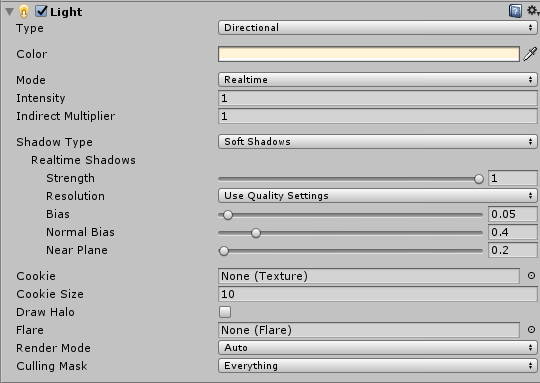 Light
Type Directional
Color
Mode Realtime
Intensity 1
Indirect Multiplier 1
Shadow Type Soft Shadows
Realtime Shadows
Strength 1
Resolution Use Quality Settings
Bias 0.05
Normal Bias 0.4
Near Plane 0.2
Cookie None (Texture)
Cookie Size 10
Draw Halo
Flare None (Flare)
Render Mode Auto
Culling Mask Everything